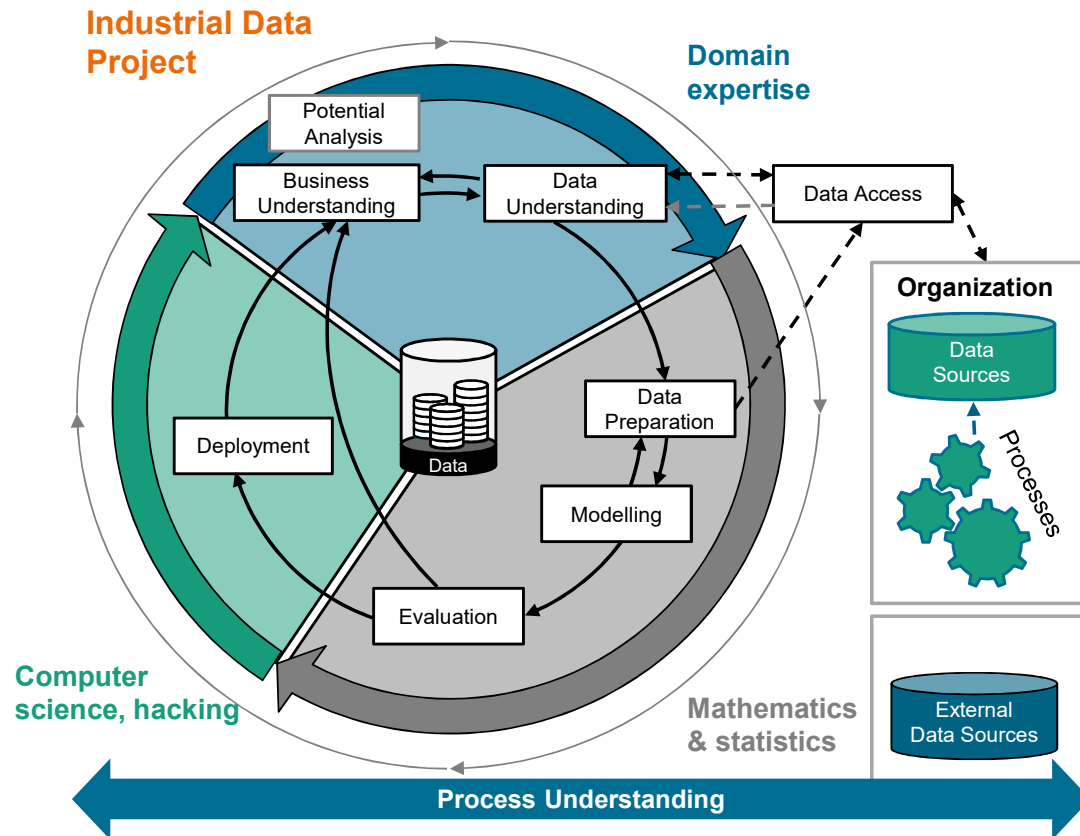 Industrial Data
Project
Domain
expertise
Potential
Analysis
Business
Understanding
Data
Understanding
Data Access
Organization
Data
Sources
Processes
Data
Preparation
Data
Deployment
Modelling
Evaluation
Computer
science, hacking
Mathematics
& statistics
External
Data Sources
Process Understanding